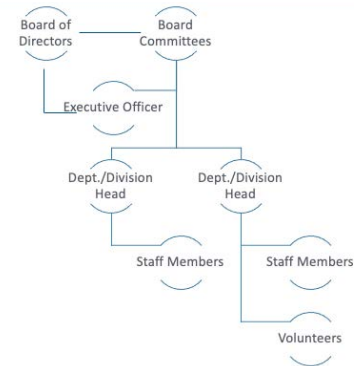 Board of
Directors
Board
Committees
Executive Officer
Dept./Division
Head
Dept./Division
Head
Staff Members
Staff Members
Volunteers